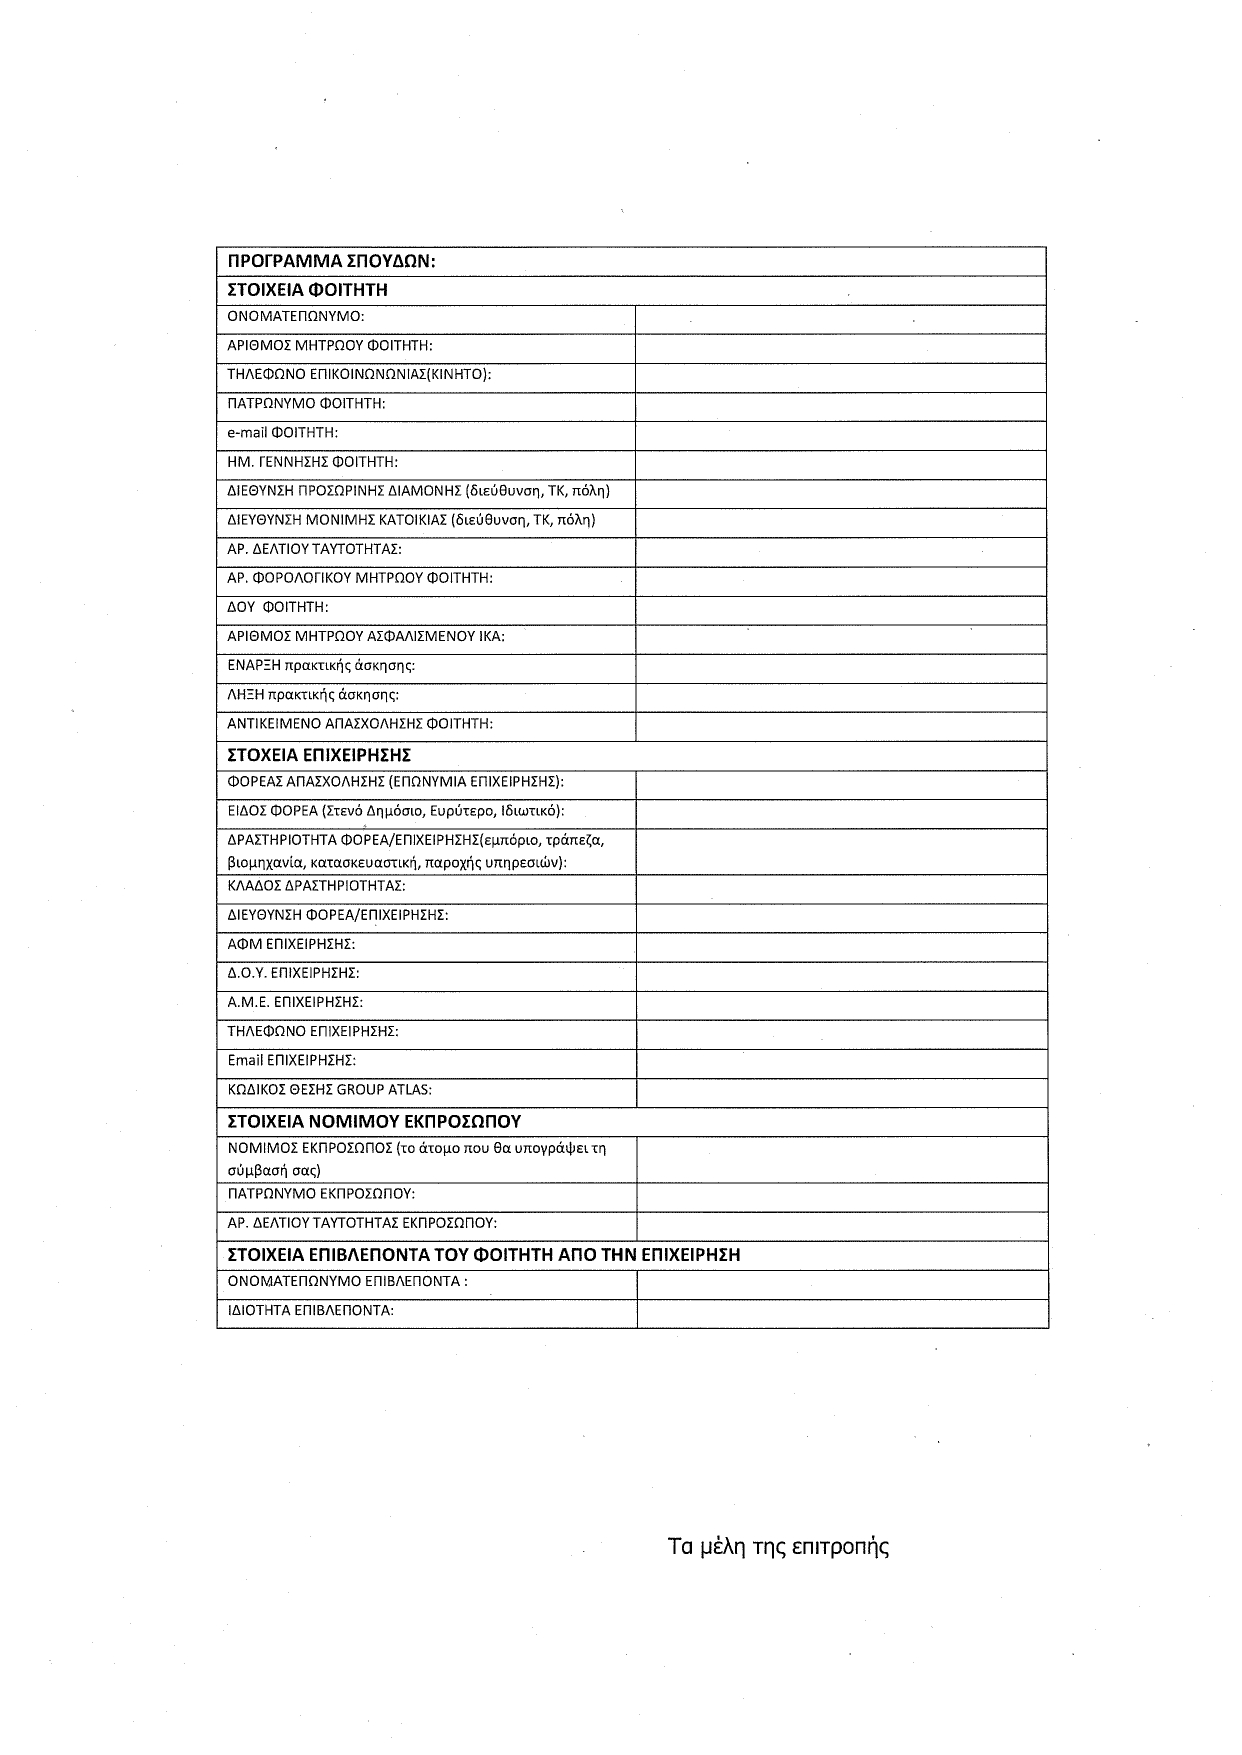 ΠΡΟΓΡΑΜΜΑ ΣΠΟΥΔΩΝ:
ΣΤΟΙΧΕΙΑ ΦΟΙΤΗΤΗ
ΟΝΟΜΑΤΕΠΩΝΥΜΟ:
ΑΡΙΘΜΟΣ ΜΗΤΡΩΟΥ ΦΟΙΤΗΤΗ:
ΤΗΛΕΦΩΝΟ ΕΠΙΚΟΙΝΩΝΩΝΙΑΣ(ΚΙΝΗΤΟ):
ΠΑΤΡΩΝΥΜΟ ΦΟΙΤΗΤΗ:
e-mail ΦΟΙΤΗΤΗ:
ΗΜ. ΓΕΝΝΗΣΗΣ ΦΟΙΤΗΤΗ:
ΔΙΕΘΥΝΣΗ ΠΡΟΣΩΡΙΝΗΣ ΔΙΑΜΟΝΗΣ (διεύθυνση, ΤΚ, πόλη)
ΔΙΕΥΘΥΝΣΗ ΜΟΝΙΜΗΣ ΚΑΤΟΙΚΙΑΣ (διεύθυνση, ΤΚ, πόλη)
ΑΡ. ΔΕΛΤΙΟΥ ΤΑΥΤΟΤΗΤΑΣ:
ΑΡ. ΦΟΡΟΛΟΓΙΚΟΥ ΜΗΤΡΩΟΥ ΦΟΙΤΗΤΗ:
ΔΟΥ ΦΟΙΤΗΤΗ:
ΑΡΙΘΜΟΣ ΜΗΤΡΩΟΥ ΑΣΦΑΛΙΣΜΕΝΟΥ ΙΚΑ:
ΕΝΑΡΞΗ πρακτικής άσκησης:
ΛΗΞΗ πρακτικής άσκησης:
ΑΝΤΙΚΕΙΜΕΝΟ ΑΠΑΣΧΟΛΗΣΗΣ ΦΟΙΤΗΤΗ:
ΣΤΟΧΕΙΑ ΕΠΙΧΕΙΡΗΣΗΣ
ΦΟΡΕΑΣ ΑΠΑΣΧΟΛΗΣΗΣ (ΕΠΩΝΥΜΙΑ ΕΠΙΧΕΙΡΗΣΗΣ):
ΕΙΔΟΣ ΦΟΡΕΑ (Στενό Δημόσιο, Ευρύτερο, Ιδιωτικό):
ΔΡΑΣΤΗΡΙΟΤΗΤΑ ΦΟΡΕΑ/ΕΠΙΧΕΙΡΗΣΗΣ(εμπόριο, τράπεζα,
βιομηχανία, κατασκευαστική, παροχής υπηρεσιών):
ΚΛΑΔΟΣ ΔΡΑΣΤΗΡΙΟΤΗΤΑΣ:
ΔΙΕΥΘΥΝΣΗ ΦΟΡΕΑ/ΕΠΙΧΕΙΡΗΣΗΣ:
ΑΦΜ ΕΠΙΧΕΙΡΗΣΗΣ:
Δ.Ο.Υ. ΕΠΙΧΕΙΡΗΣΗΣ:
Α.Μ.Ε. ΕΠΙΧΕΙΡΗΣΗΣ:
ΤΗΛΕΦΩΝΟ ΕΠΙΧΕΙΡΗΣΗΣ:
Email ΕΠΙΧΕΙΡΗΣΗΣ:
ΚΩΔΙΚΟΣ ΘΕΣΗΣ GROUP ATLAS:
ΣΤΟΙΧΕΙΑ ΝΟΜΙΜΟΥ ΕΚΠΡΟΣΩΠΟΥ
ΝΟΜΙΜΟΣ ΕΚΠΡΟΣΩΠΟΣ (το άτομο που θα υπογράψει τη
σύμβασή σας)
ΠΑΤΡΩΝΥΜΟ ΕΚΠΡΟΣΩΠΟΥ:
ΑΡ. ΔΕΛΤΙΟΥ ΤΑΥΤΟΤΗΤΑΣ ΕΚΠΡΟΣΩΠΟΥ:
ΣΤΟΙΧΕΙΑ ΕΠΙΒΛΕΠΟΝΤΑ ΤΟΥ ΦΟΙΤΗΤΗ ΑΠΟ ΤΗΝ ΕΠΙΧΕΙΡΗΣΗ
ΟΝΟΜΑΤΕΠΩΝΥΜΟ ΕΠΙΒΛΕΠΟΝΤΑ :
ΙΔΙΟΤΗΤΑ ΕΠΙΒΛΕΠΟΝΤΑ:
Τα μέλη της επιτροπής